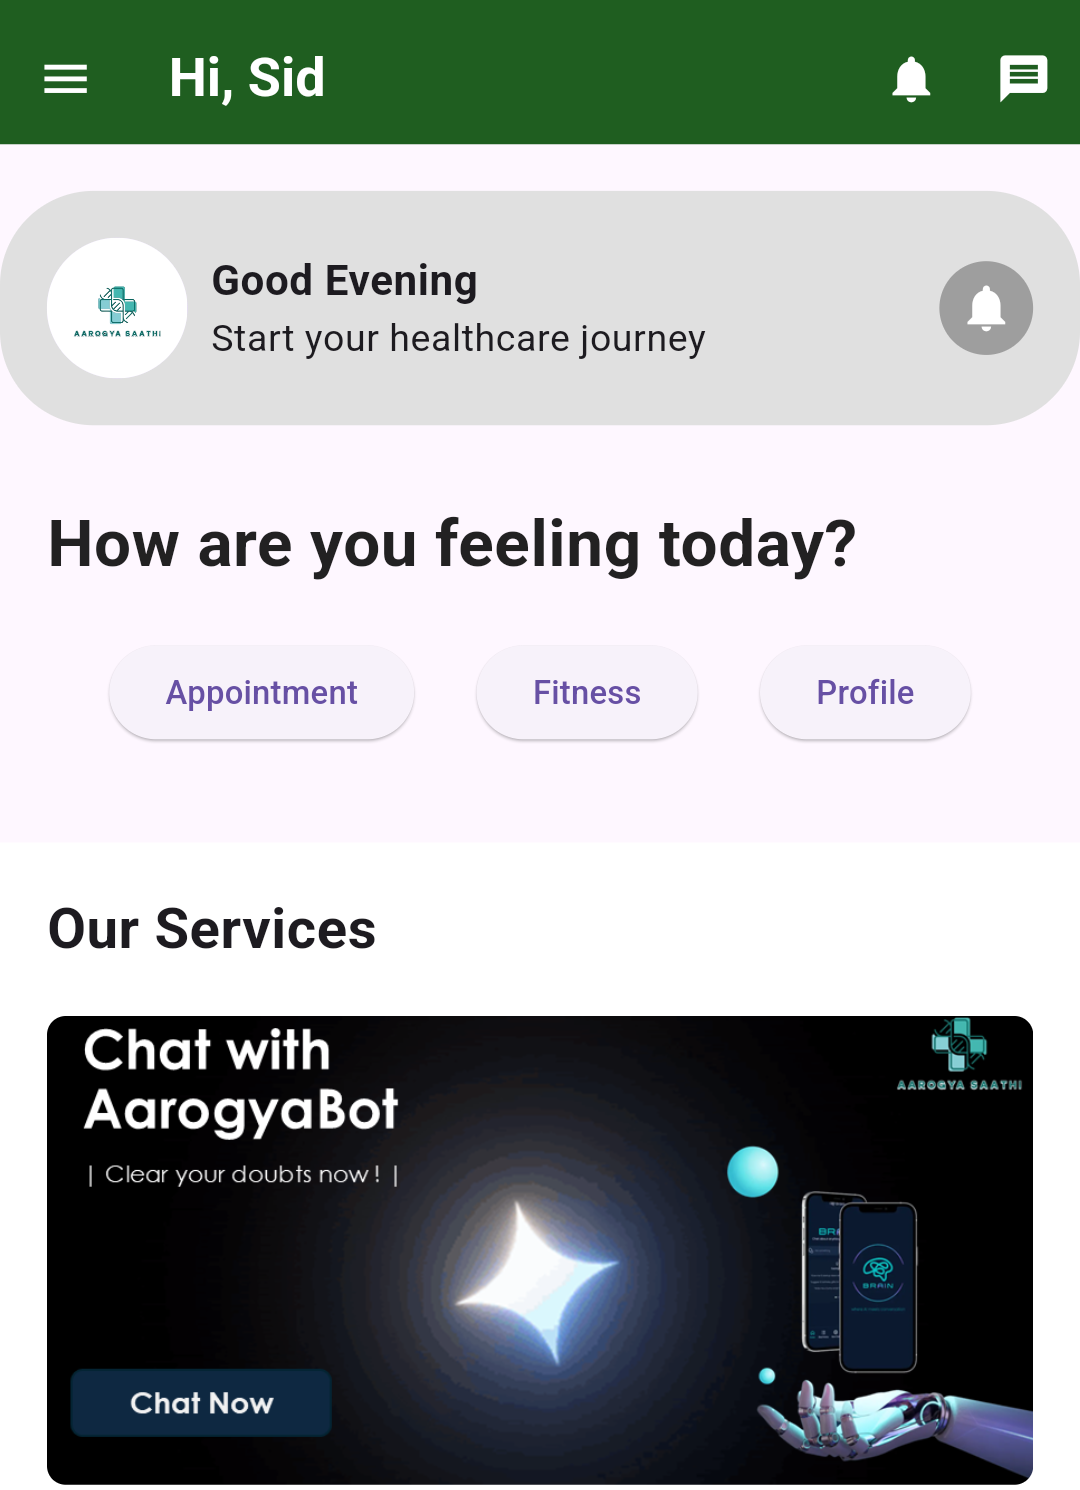 Hi, Sid
Good Evening
AAROGYA SAATHI
Start your healthcare journey
How are you feeling today?
Appointment
Fitness
Profile
Our Services
Chat with
AAROGYA SAATHI
AarogyaBot
| Clear your doubts now ! |
BRAIN
Chat Now